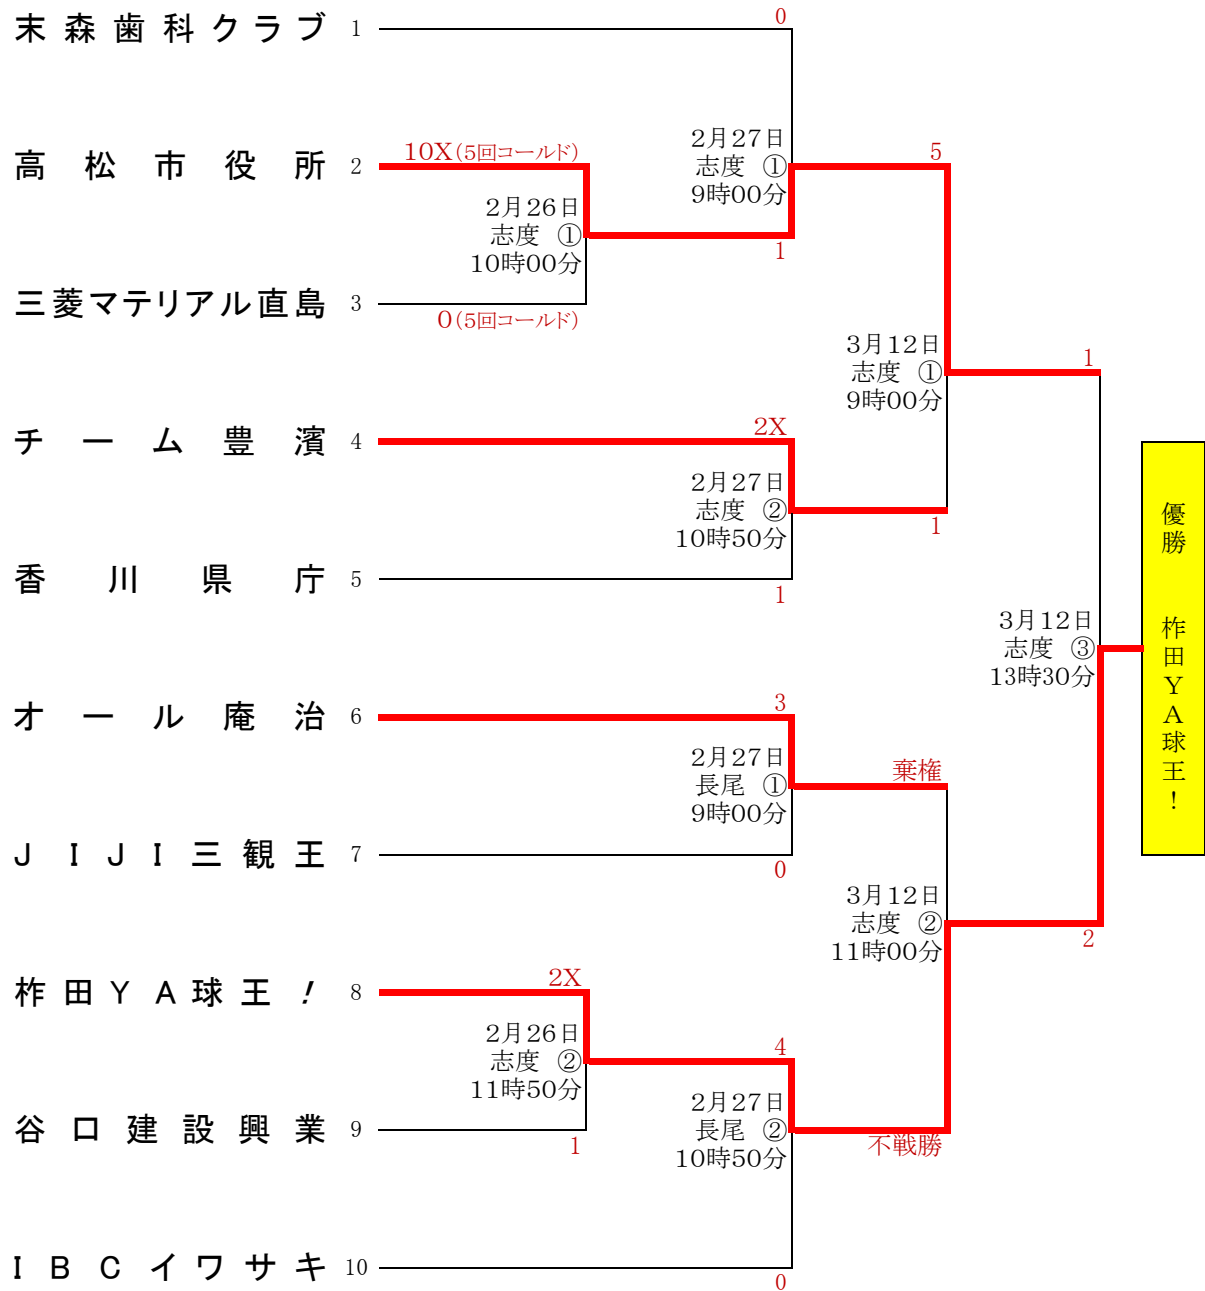 末森歯科クラブ 1
0
高松市役所 2
10X(5回コールド)
2月26日
志度 ①
10時00分
三菱マテリアル直島 3
0(5回コールド)
2月27日
志度 ①
9時00分
1
5
チーム豊濱 4
2X
2月27日
志度 ②
10時50分
香川県庁 5
1
1
3月12日
志度 ①
9時00分
1
オール庵治 6
3
2月27日
長尾 ①
9時00分
JIJI三観王 7
0
棄権
3月12日
志度 ②
11時00分
2
柞田YA球王! 8
2X
2月26日
志度 ②
11時50分
谷口建設興業 9
1
4
2月27日
長尾 ②
10時50分
不戦勝
IBCイワサキ 10
0
3月12日
志度 ③
13時30分
優勝 柞田YA球王!